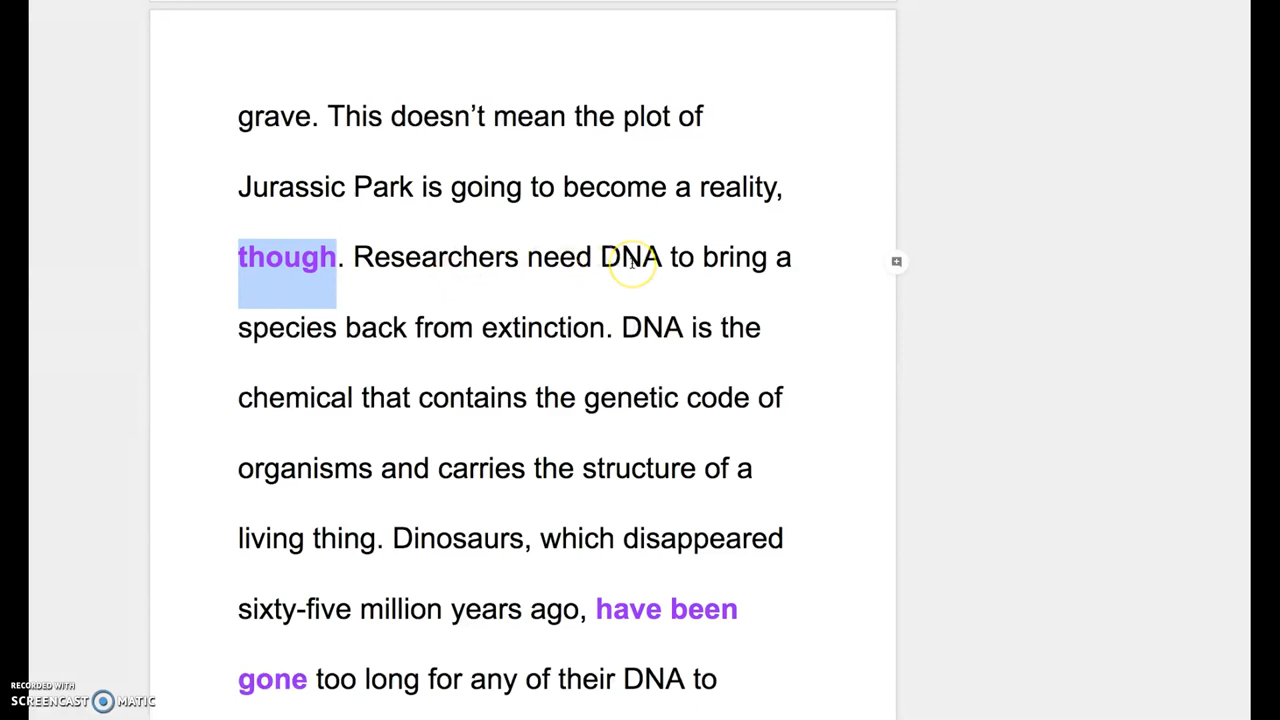 grave. This doesn’t mean the plot of
Jurassic Park is going to become a reality,
though. Researchers need DNA to bring a
species back from extinction. DNA is the
chemical that contains the genetic code of
organisms and carries the structure of a
living thing. Dinosaurs, which disappeared
sixty-five million years ago, have been
gone too long for any of their DNA to
RECORDED WITH
SCREENCAST MATIC